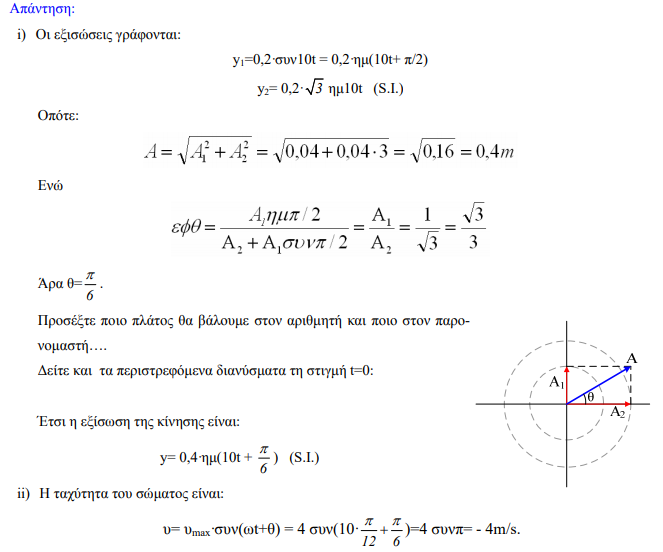 Απάντηση:
i) Οι εξισώσεις γράφονται:
y₁=0,2·συν10t = 0,2·ημ(10t+ π/2)
y₂= 0,2·√3 ημ10t (S.I.)
Οπότε:
A = √(A₁² + A₂²) = √(0,04 + 0,04·3) = √0,16 = 0,4m
Ενώ
εφθ = A₁ημπ/2 / (A₂ + A₁συνπ/2) = A₁/A₂ = 1/√3 = √3/3
Άρα θ=π/6 .
Προσέξτε ποιο πλάτος θα βάλουμε στον αριθμητή και ποιο στον παρο-
νομαστή….
Δείτε και τα περιστρεφόμενα διανύσματα τη στιγμή t=0:
A
A₁
θ
A₂
Έτσι η εξίσωση της κίνησης είναι:
y= 0,4·ημ(10t + π/6 ) (S.I.)
ii) Η ταχύτητα του σώματος είναι:
υ= υmax·συν(ωt+θ) = 4 συν(10·π/12+π/6)=4 συνπ= - 4m/s.